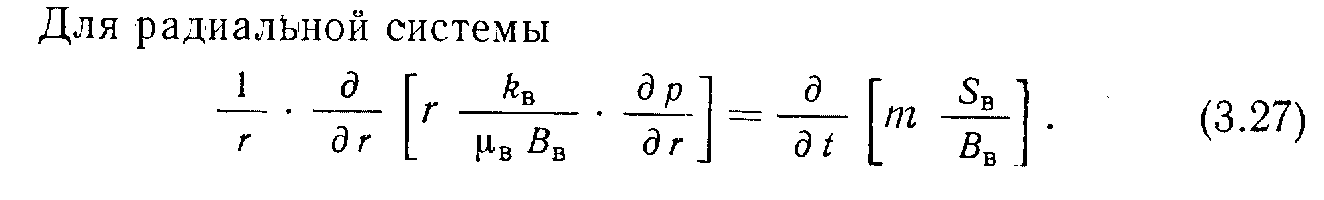 Для радиальной системы
1/r · ∂/∂r [r k_в/(μ_в B_в) · ∂p/∂r] = ∂/∂t [m S_в/B_в]. (3.27)